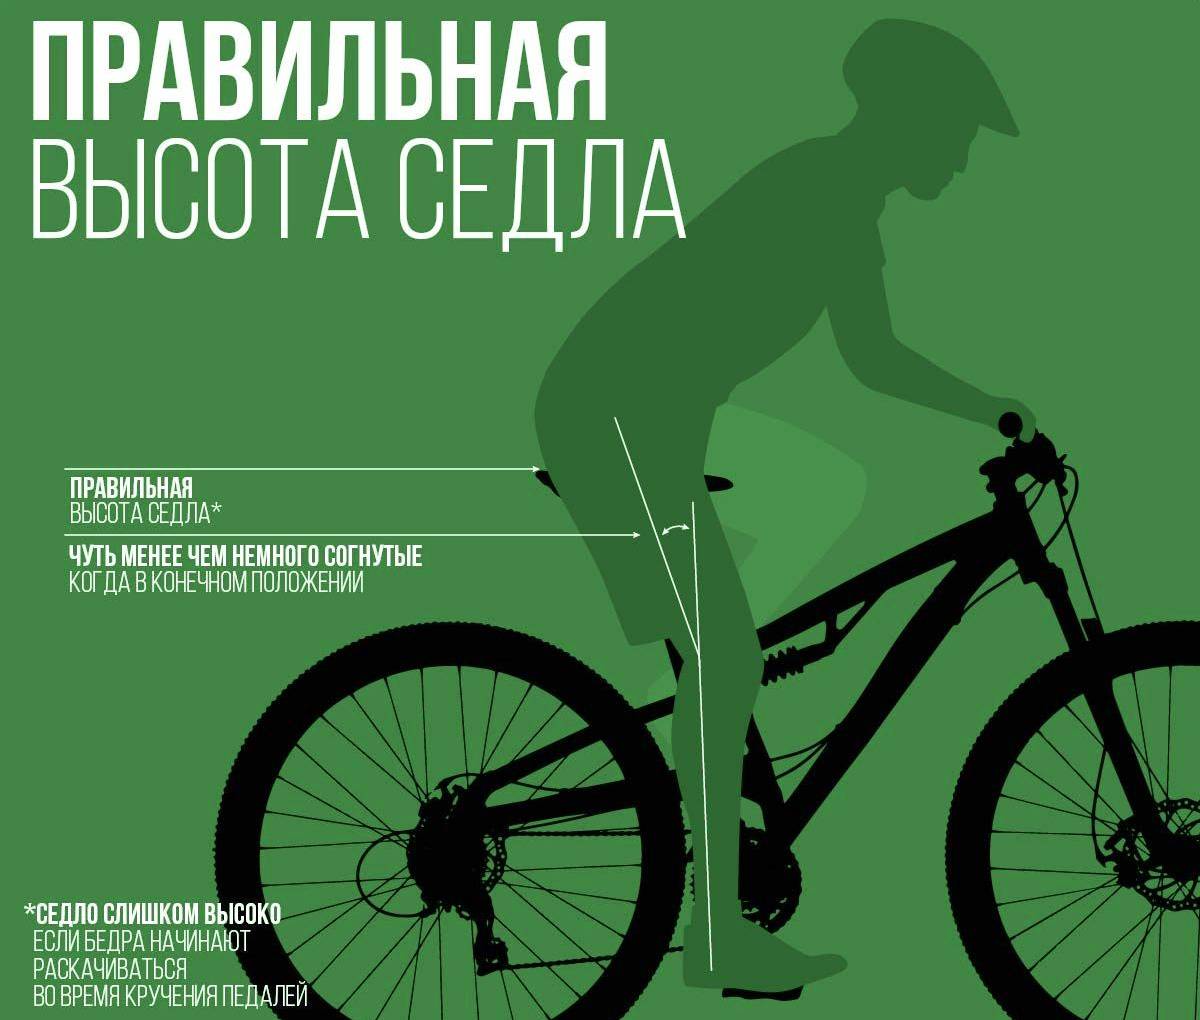 ПРАВИЛЬНАЯ
ВЫСОТА СЕДЛА
ПРАВИЛЬНАЯ
ВЫСОТА СЕДЛА*
ЧУТЬ МЕНЕЕ ЧЕМ НЕМНОГО СОГНУТЫЕ
КОГДА В КОНЕЧНОМ ПОЛОЖЕНИИ
*СЕДЛО СЛИШКОМ ВЫСОКО
ЕСЛИ БЕДРА НАЧИНАЮТ
РАСКАЧИВАТЬСЯ
ВО ВРЕМЯ КРУЧЕНИЯ ПЕДАЛЕЙ